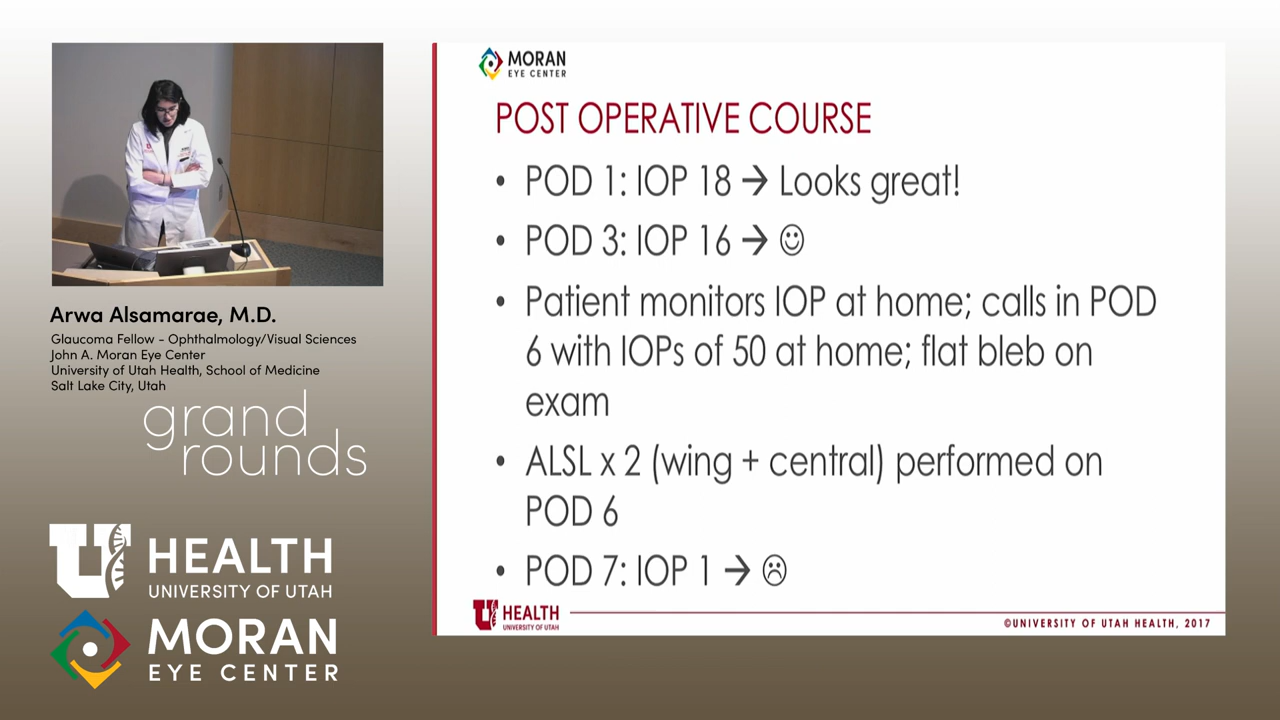 Arwa Alsamarae, M.D.
Glaucoma Fellow - Ophthalmology/Visual Sciences
John A. Moran Eye Center
University of Utah Health, School of Medicine
Salt Lake City, Utah
grand
rounds
U HEALTH
UNIVERSITY OF UTAH
MORAN
EYE CENTER
MORAN
EYE CENTER
POST OPERATIVE COURSE
• POD 1: IOP 18 → Looks great!
• POD 3: IOP 16 → ☺
• Patient monitors IOP at home; calls in POD
6 with IOPs of 50 at home; flat bleb on
exam
• ALSL x 2 (wing + central) performed on
POD 6
• POD 7: IOP 1 → ☹
U HEALTH
UNIVERSITY OF UTAH
©UNIVERSITY OF UTAH HEALTH, 2017